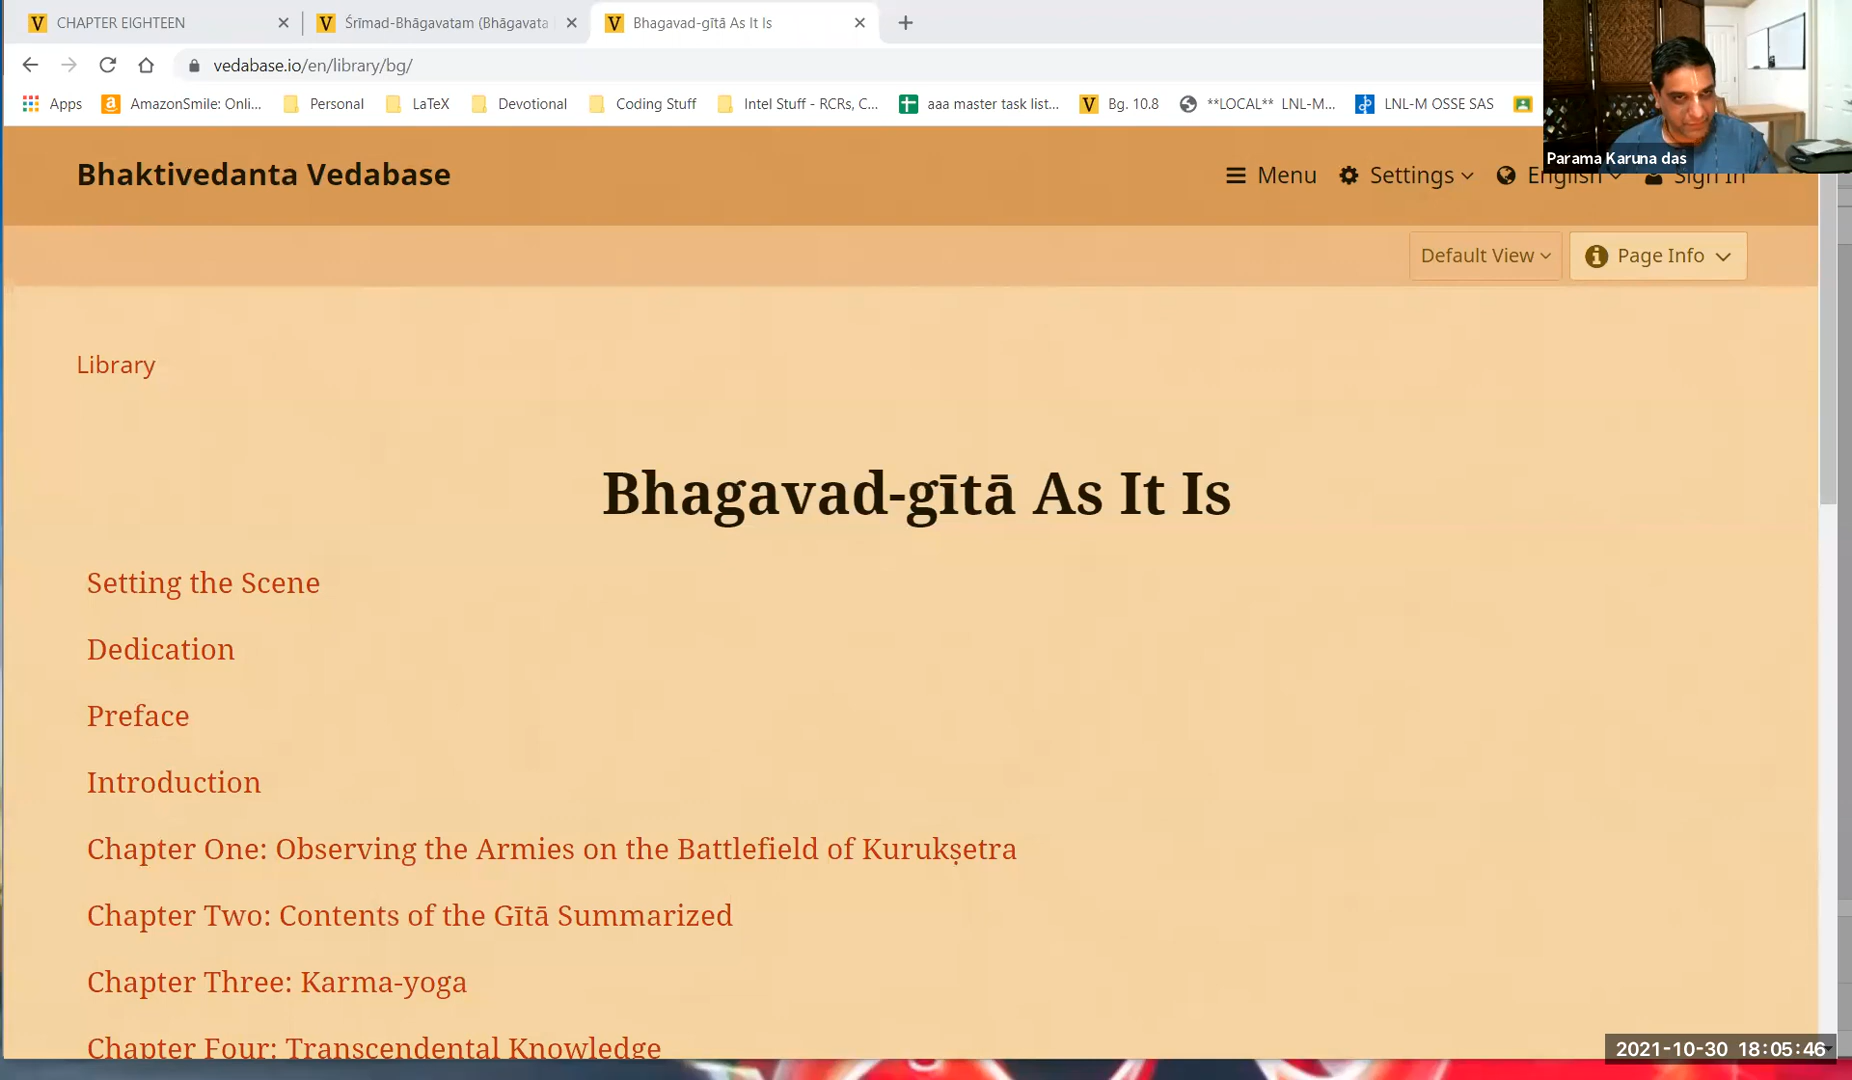 CHAPTER EIGHTEEN
Śrīmad-Bhāgavatam (Bhāgavata
Bhagavad-gītā As It Is
vedabase.io/en/library/bg/
Apps
AmazonSmile: Onli...
Personal
LaTeX
Devotional
Coding Stuff
Intel Stuff - RCRs, C...
aaa master task list...
Bg. 10.8
**LOCAL** LNL-M...
LNL-M OSSE SAS
Parama Karuna das
Bhaktivedanta Vedabase
Menu
Settings
English
Sign In
Default View
Page Info
Library
Bhagavad-gītā As It Is
Setting the Scene
Dedication
Preface
Introduction
Chapter One: Observing the Armies on the Battlefield of Kurukṣetra
Chapter Two: Contents of the Gītā Summarized
Chapter Three: Karma-yoga
Chapter Four: Transcendental Knowledge
2021-10-30 18:05:46